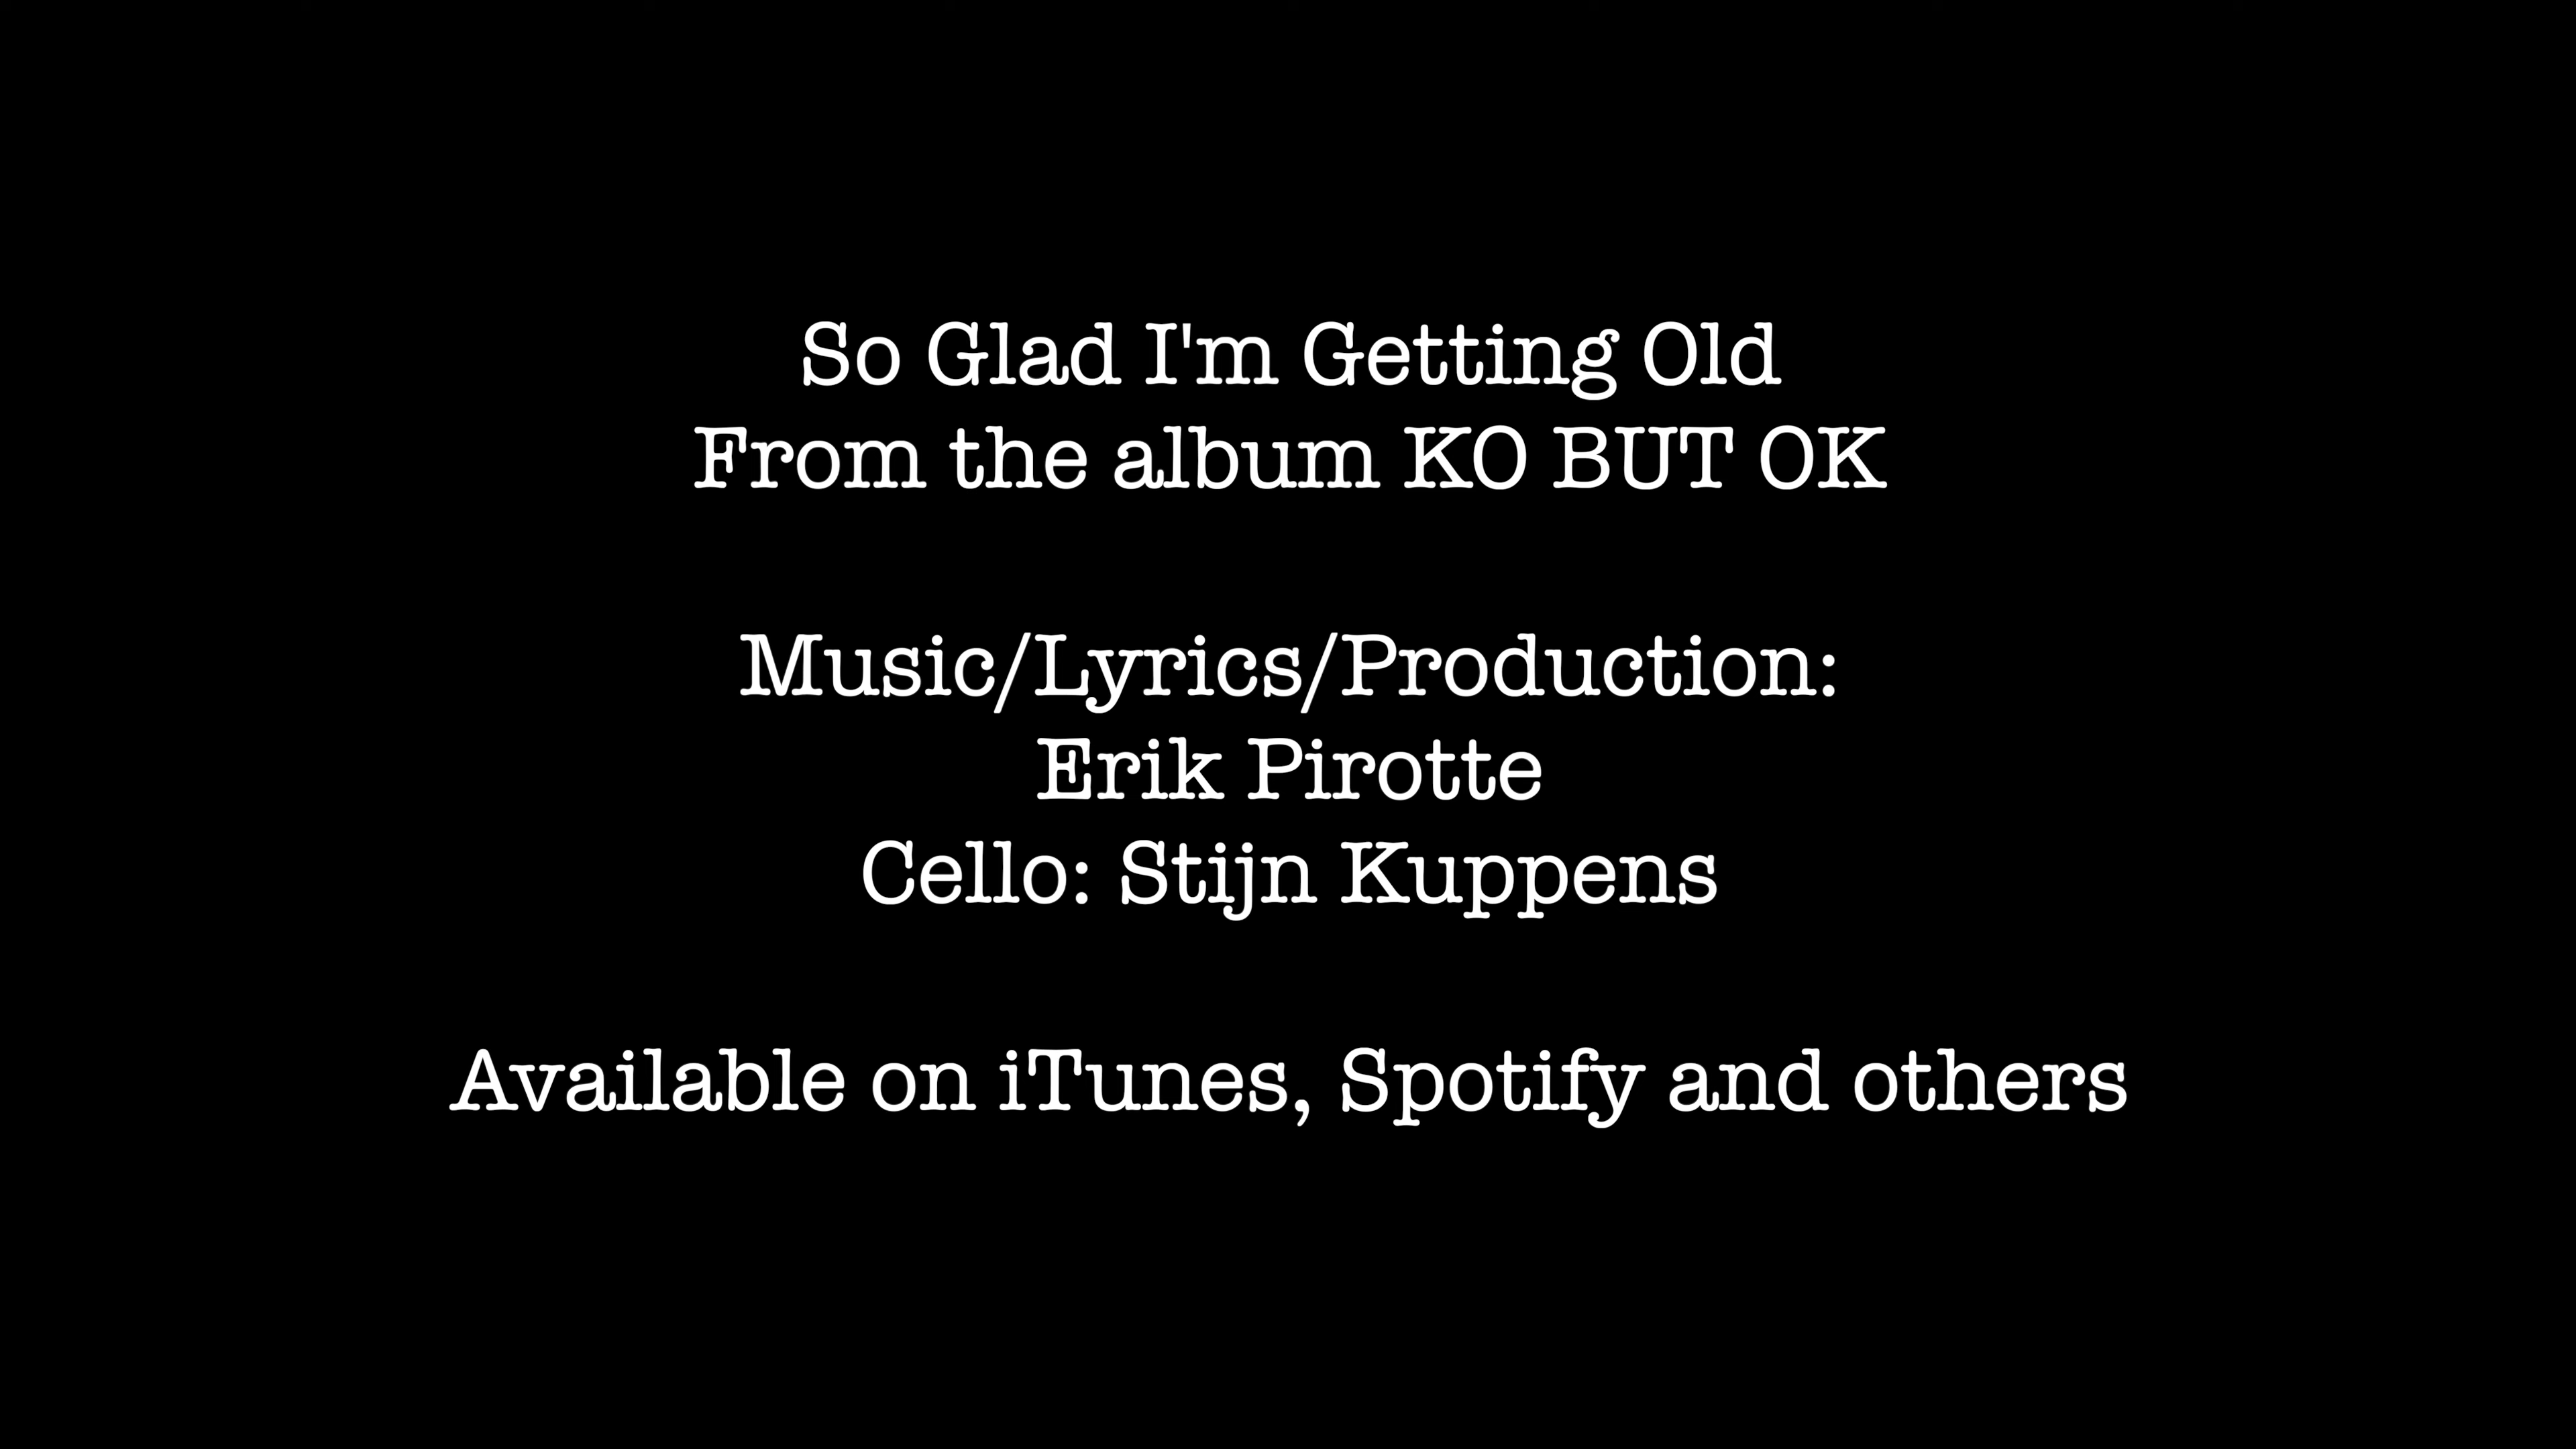 So Glad I'm Getting Old
From the album KO BUT OK
Music/Lyrics/Production:
Erik Pirotte
Cello: Stijn Kuppens
Available on iTunes, Spotify and others